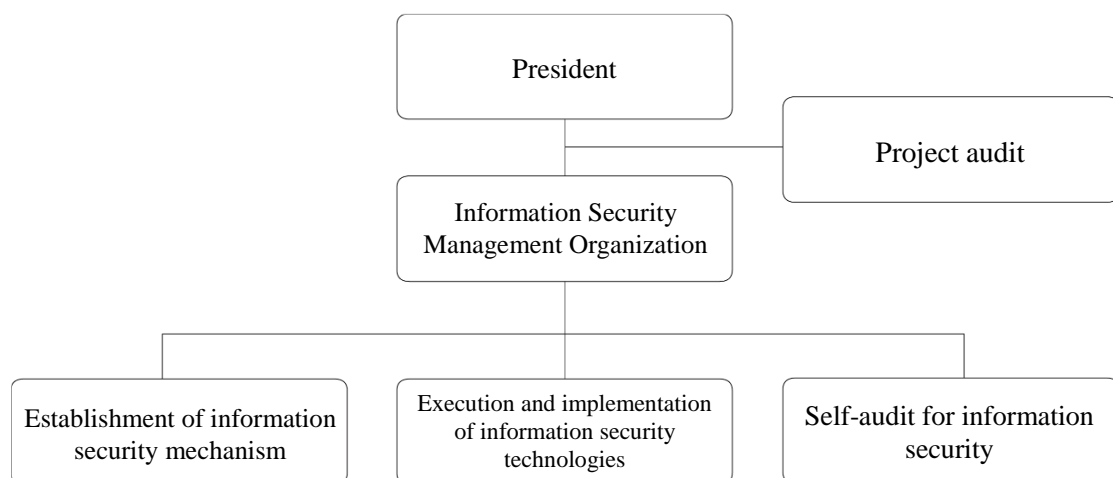 President
Project audit
Information Security
Management Organization
Establishment of information
security mechanism
Execution and implementation
of information security
technologies
Self-audit for information
security